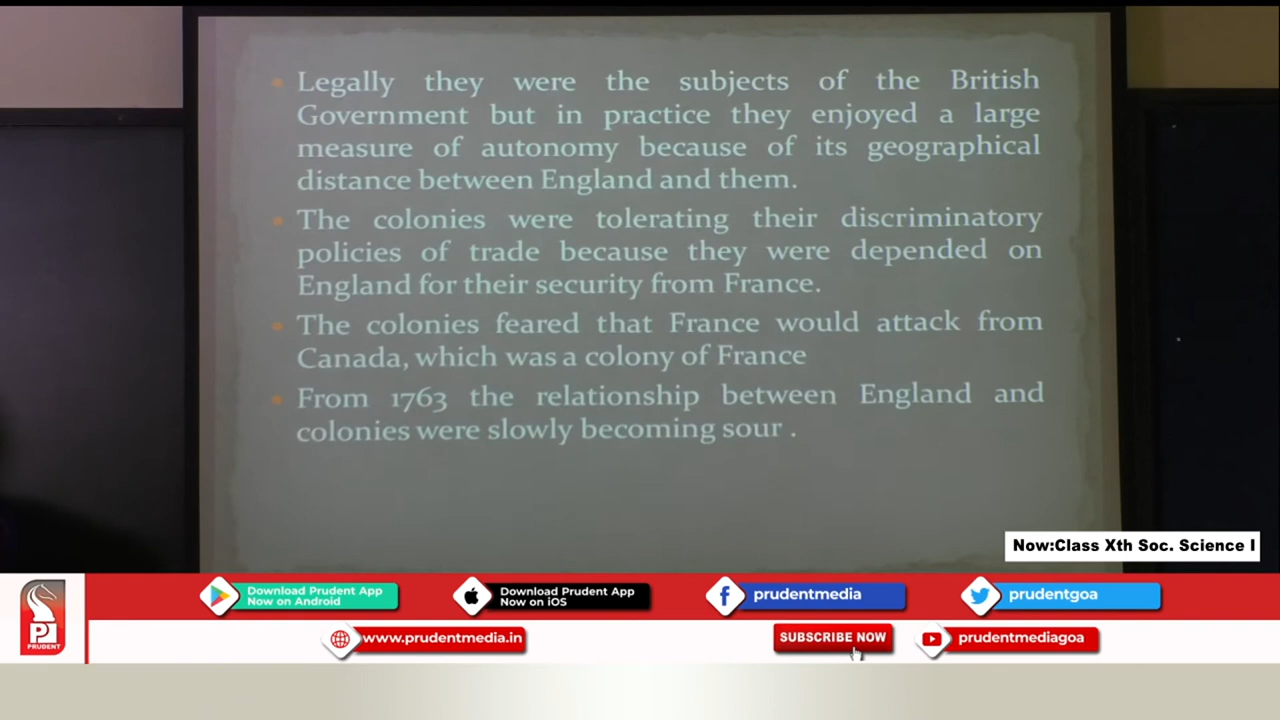 Legally they were the subjects of the British
Government but in practice they enjoyed a large
measure of autonomy because of its geographical
distance between England and them.
The colonies were tolerating their discriminatory
policies of trade because they were depended on
England for their security from France.
The colonies feared that France would attack from
Canada, which was a colony of France
From 1763 the relationship between England and
colonies were slowly becoming sour .
Now:Class Xth Soc. Science I
Download Prudent App
Now on Android
Download Prudent App
Now on iOS
prudentmedia
prudentgoa
PRUDENT
www.prudentmedia.in
SUBSCRIBE NOW
prudentmediagoa